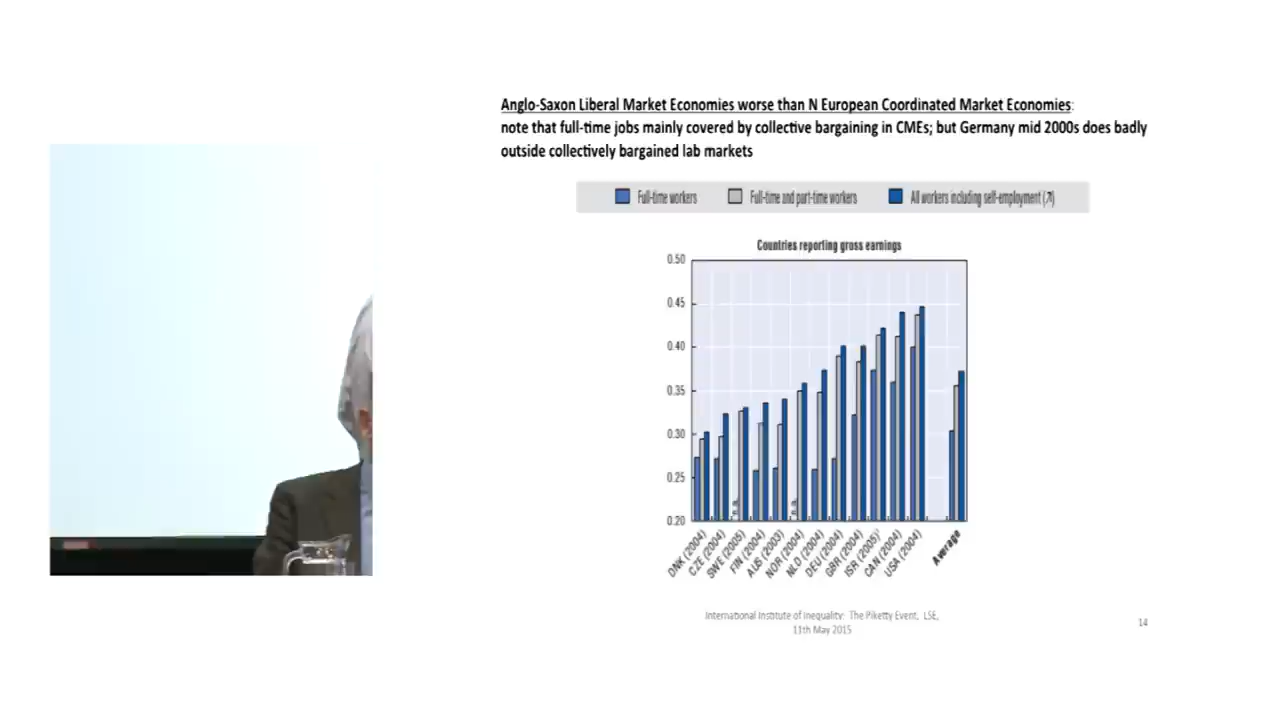 Anglo-Saxon Liberal Market Economies worse than N European Coordinated Market Economies:
note that full-time jobs mainly covered by collective bargaining in CMEs; but Germany mid 2000s does badly
outside collectively bargained lab markets
Full-time workers
Full-time and part-time workers
All workers including self-employment (↗)
Countries reporting gross earnings
0.50
0.45
0.40
0.35
0.30
0.25
0.20
n.a.
n.a.
DNK (2004)
CZE (2004)
SWE (2005)
FIN (2004)
AUS (2003)
NOR (2004)
NLD (2004)
DEU (2004)
GBR (2004)
ISR (2005)¹
CAN (2004)
USA (2004)
Average
International Institute of Inequality: The Piketty Event, LSE,
11th May 2015
14